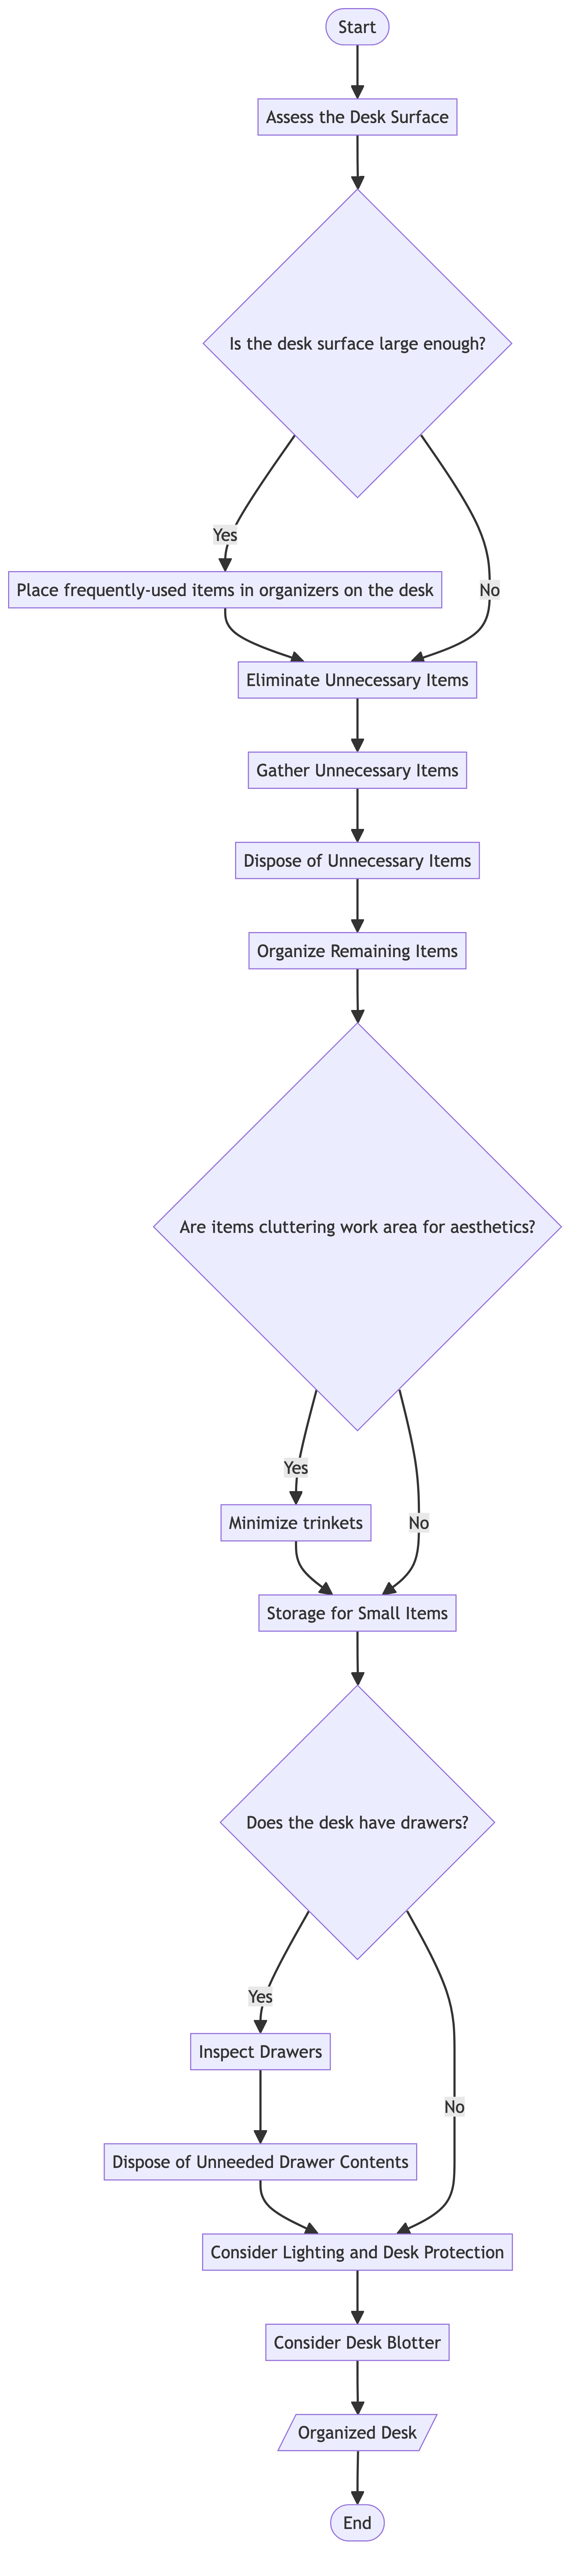 Start
Assess the Desk Surface
Is the desk surface large enough?
Yes
Place frequently-used items in organizers on the desk
No
Eliminate Unnecessary Items
Gather Unnecessary Items
Dispose of Unnecessary Items
Organize Remaining Items
Are items cluttering work area for aesthetics?
Yes
Minimize trinkets
No
Storage for Small Items
Does the desk have drawers?
Yes
Inspect Drawers
No
Dispose of Unneeded Drawer Contents
Consider Lighting and Desk Protection
Consider Desk Blotter
Organized Desk
End